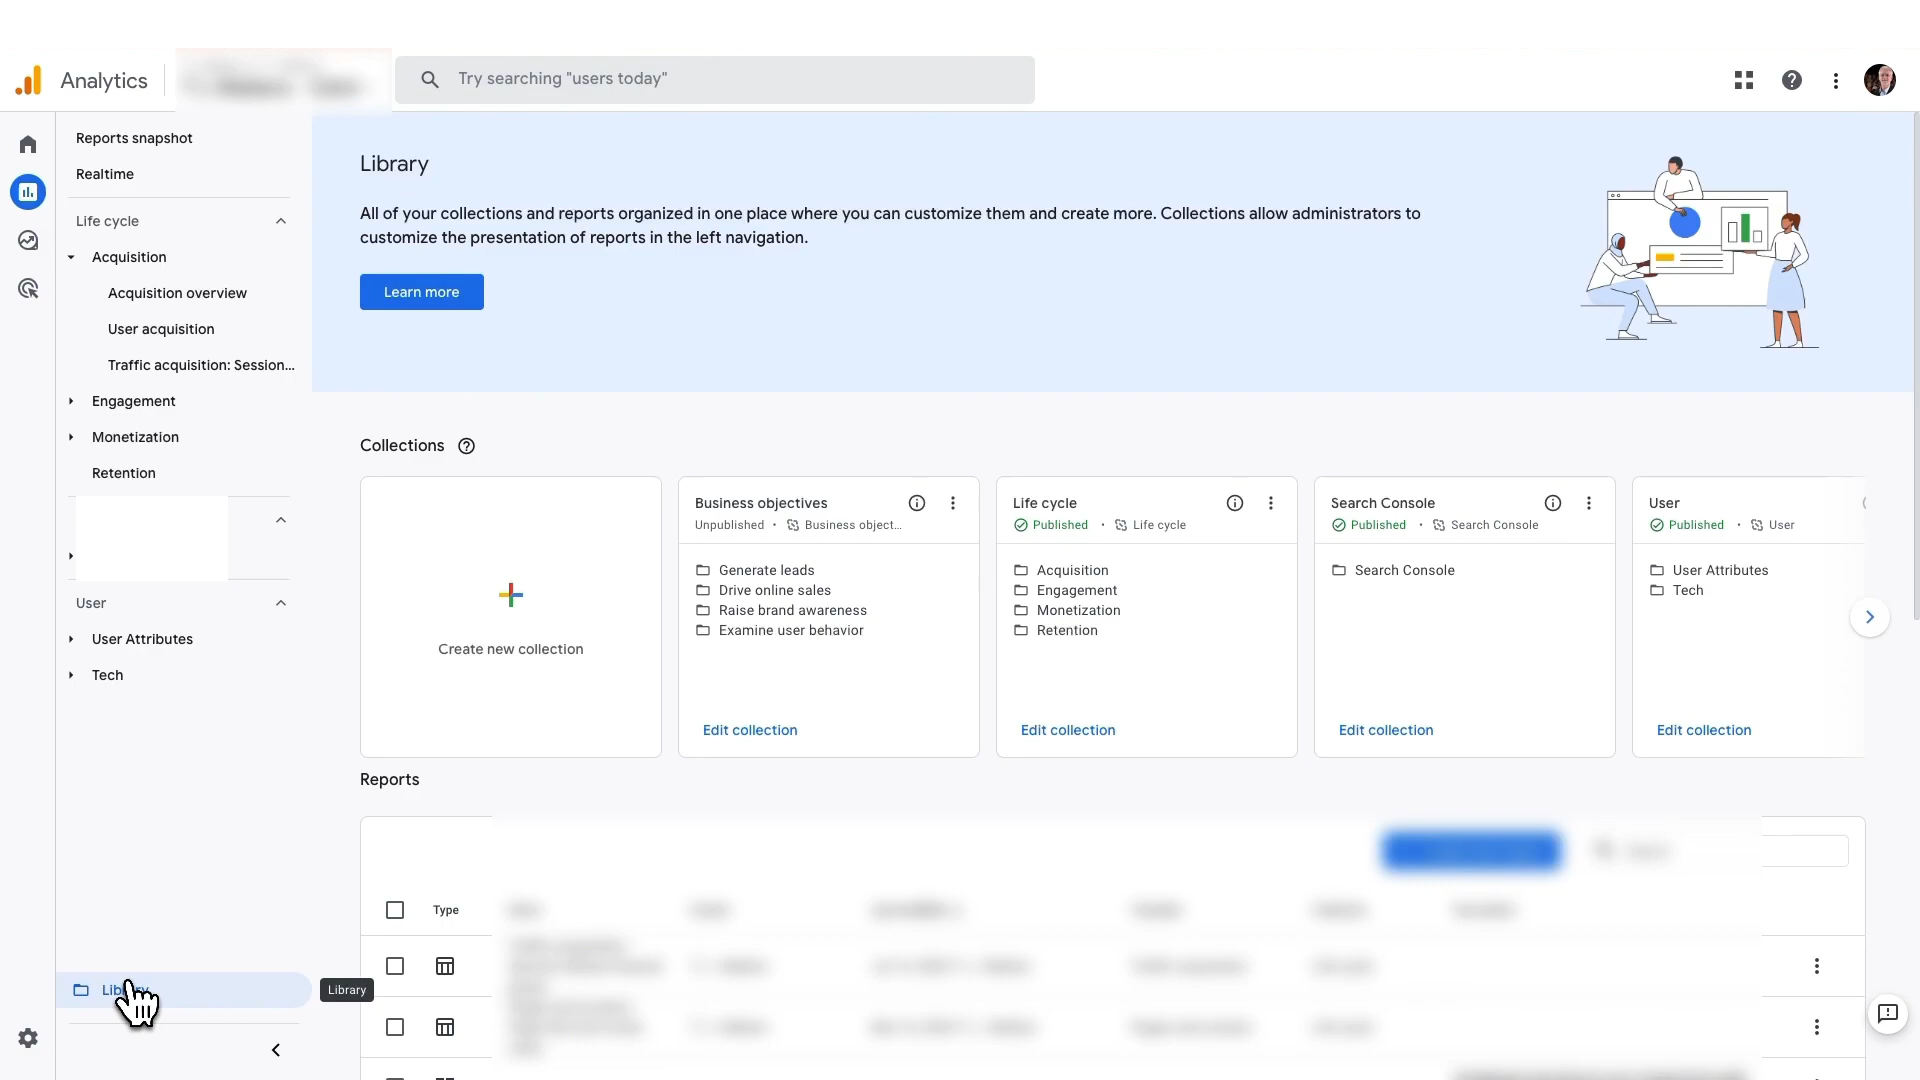 Analytics
Try searching "users today"
Reports snapshot
Realtime
Life cycle
Acquisition
Acquisition overview
User acquisition
Traffic acquisition: Session...
Engagement
Monetization
Retention
User
User Attributes
Tech
Library
Library
Library
All of your collections and reports organized in one place where you can customize them and create more. Collections allow administrators to
customize the presentation of reports in the left navigation.
Learn more
Collections
Create new collection
Business objectives
Unpublished • Business object...
Generate leads
Drive online sales
Raise brand awareness
Examine user behavior
Edit collection
Life cycle
Published • Life cycle
Acquisition
Engagement
Monetization
Retention
Edit collection
Search Console
Published • Search Console
Search Console
Edit collection
User
Published • User
User Attributes
Tech
Edit collection
Reports
Type